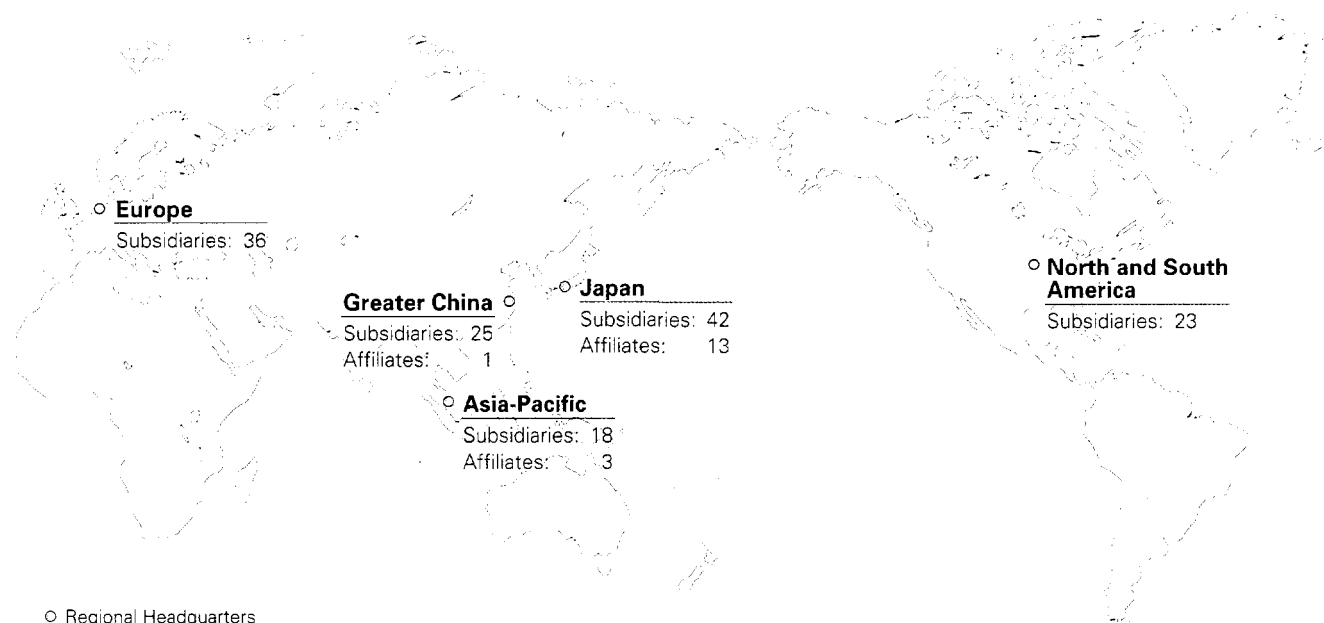 Europe
Subsidiaries: 36
Greater China
Subsidiaries: 25
Affiliates: 1
Japan
Subsidiaries: 42
Affiliates: 13
North and South
America
Subsidiaries: 23
Asia-Pacific
Subsidiaries: 18
Affiliates: 3
Regional Headquarters